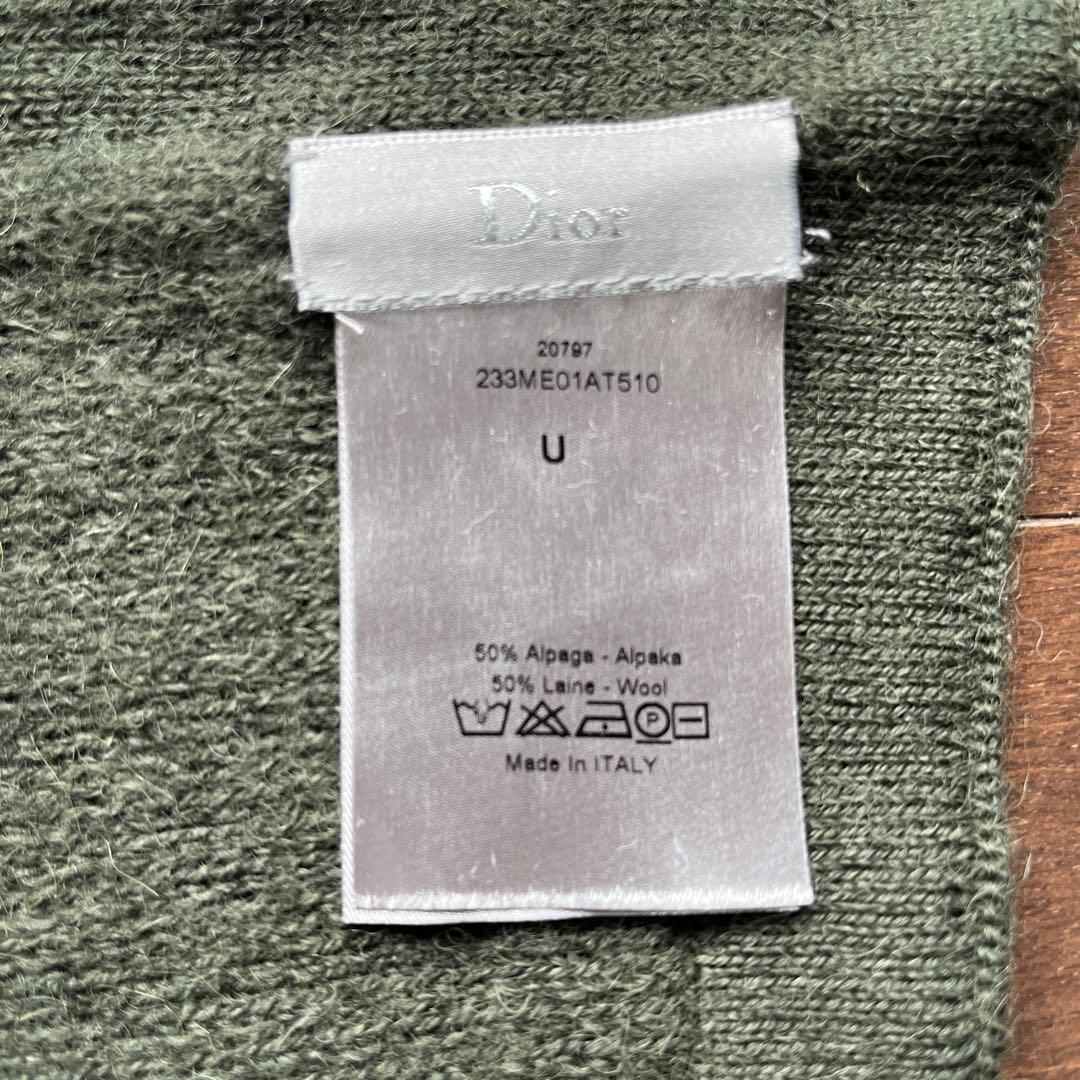 Dior
20797
233ME01AT510
U
50% Alpaga - Alpaka
50% Laine - Wool
P
Made In ITALY